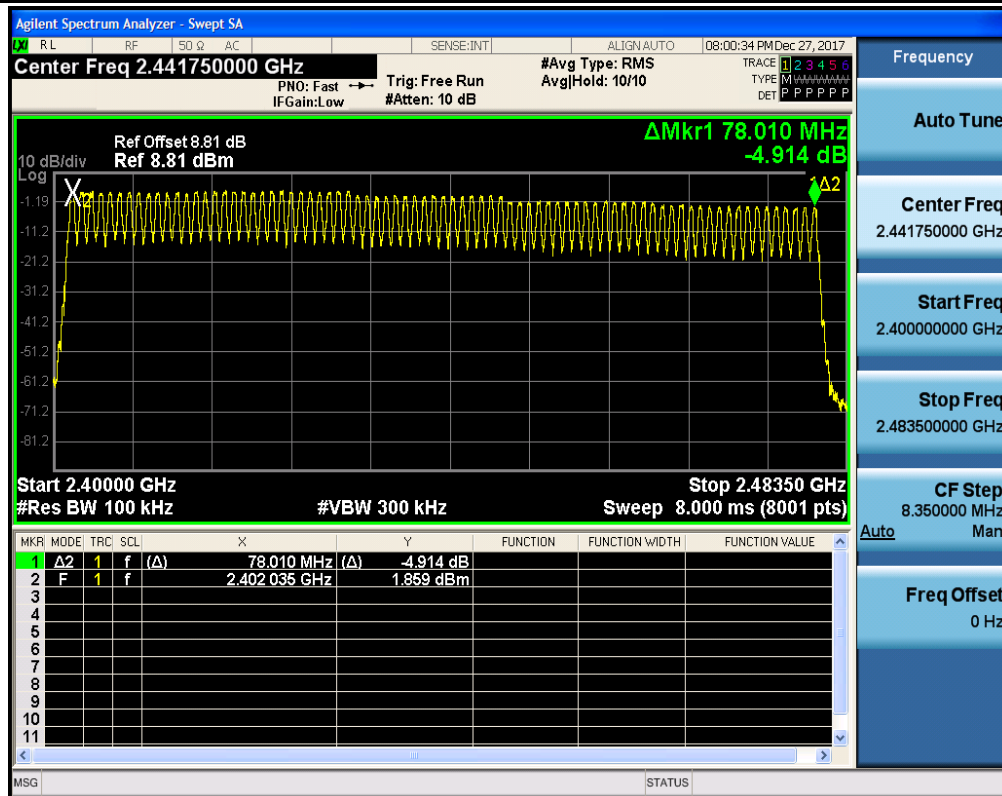 Agilent Spectrum Analyzer - Swept SA
LXI RL RF 50 Ω AC SENSE:INT ALIGN AUTO 08:00:34 PM Dec 27, 2017
Center Freq 2.441750000 GHz #Avg Type: RMS TRACE 1 2 3 4 5 6
PNO: Fast Trig: Free Run Avg|Hold: 10/10 TYPE M
IFGain:Low #Atten: 10 dB DET P P P P P P
Frequency
Auto Tune
Center Freq
2.441750000 GHz
Start Freq
2.400000000 GHz
Stop Freq
2.483500000 GHz
CF Step
8.350000 MHz
Auto Man
Freq Offset
0 Hz
ΔMkr1 78.010 MHz
-4.914 dB
Ref Offset 8.81 dB
10 dB/div Ref 8.81 dBm
Log
1Δ2
X2
-1.19
-11.2
-21.2
-31.2
-41.2
-51.2
-61.2
-71.2
-81.2
Start 2.40000 GHz Stop 2.48350 GHz
#Res BW 100 kHz #VBW 300 kHz Sweep 8.000 ms (8001 pts)
MKR MODE TRC SCL X Y FUNCTION FUNCTION WIDTH FUNCTION VALUE
1 Δ2 1 f (Δ) 78.010 MHz (Δ) -4.914 dB
2 F 1 f 2.402 035 GHz 1.859 dBm
3
4
5
6
7
8
9
10
11
MSG STATUS